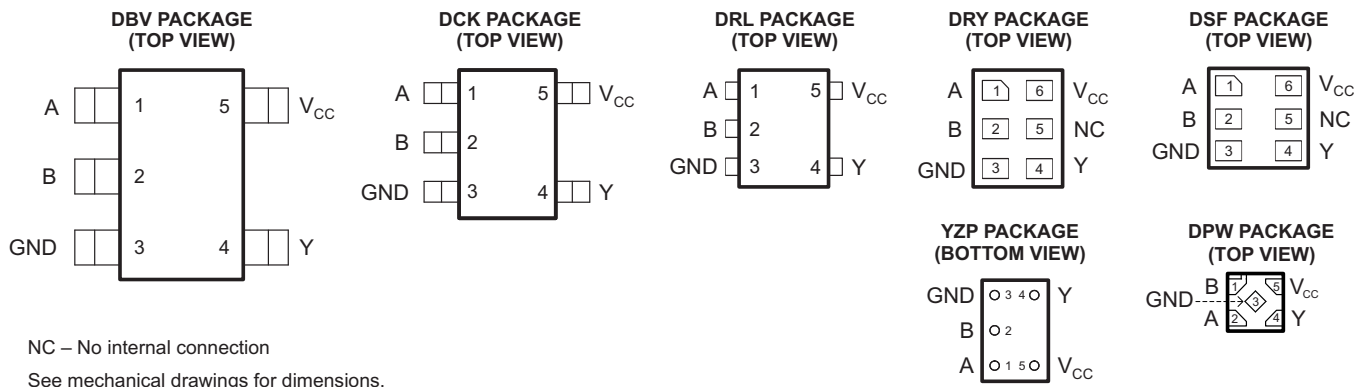 DBV PACKAGE
(TOP VIEW)
A 1 5 VCC
B 2
GND 3 4 Y
DCK PACKAGE
(TOP VIEW)
A 1 5 VCC
B 2
GND 3 4 Y
DRL PACKAGE
(TOP VIEW)
A 1 5 VCC
B 2
GND 3 4 Y
DRY PACKAGE
(TOP VIEW)
A 1 6 VCC
B 2 5 NC
GND 3 4 Y
DSF PACKAGE
(TOP VIEW)
A 1 6 VCC
B 2 5 NC
GND 3 4 Y
YZP PACKAGE
(BOTTOM VIEW)
GND 3 4 Y
B 2
A 1 5 VCC
DPW PACKAGE
(TOP VIEW)
B 1 5 VCC
GND 3
A 2 4 Y
NC – No internal connection
See mechanical drawings for dimensions.